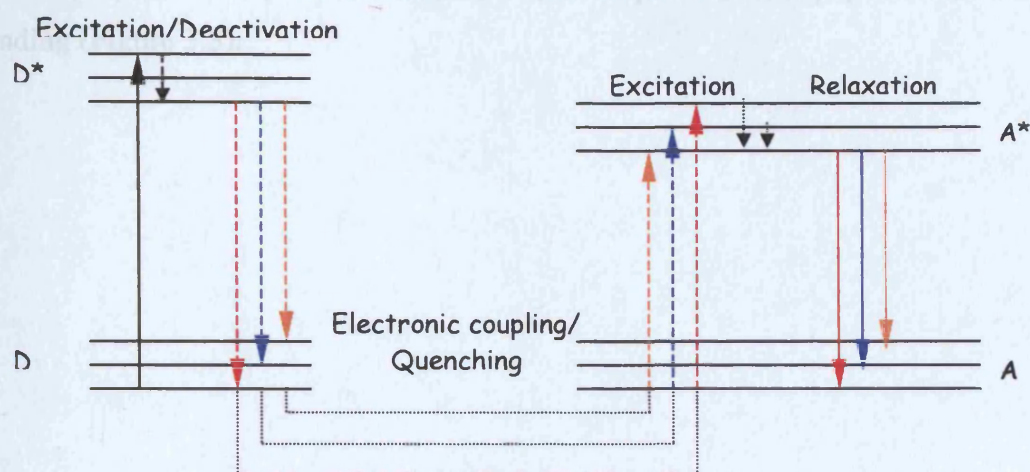 Excitation/Deactivation
D*
Excitation Relaxation
A*
Electronic coupling/
Quenching
D
A